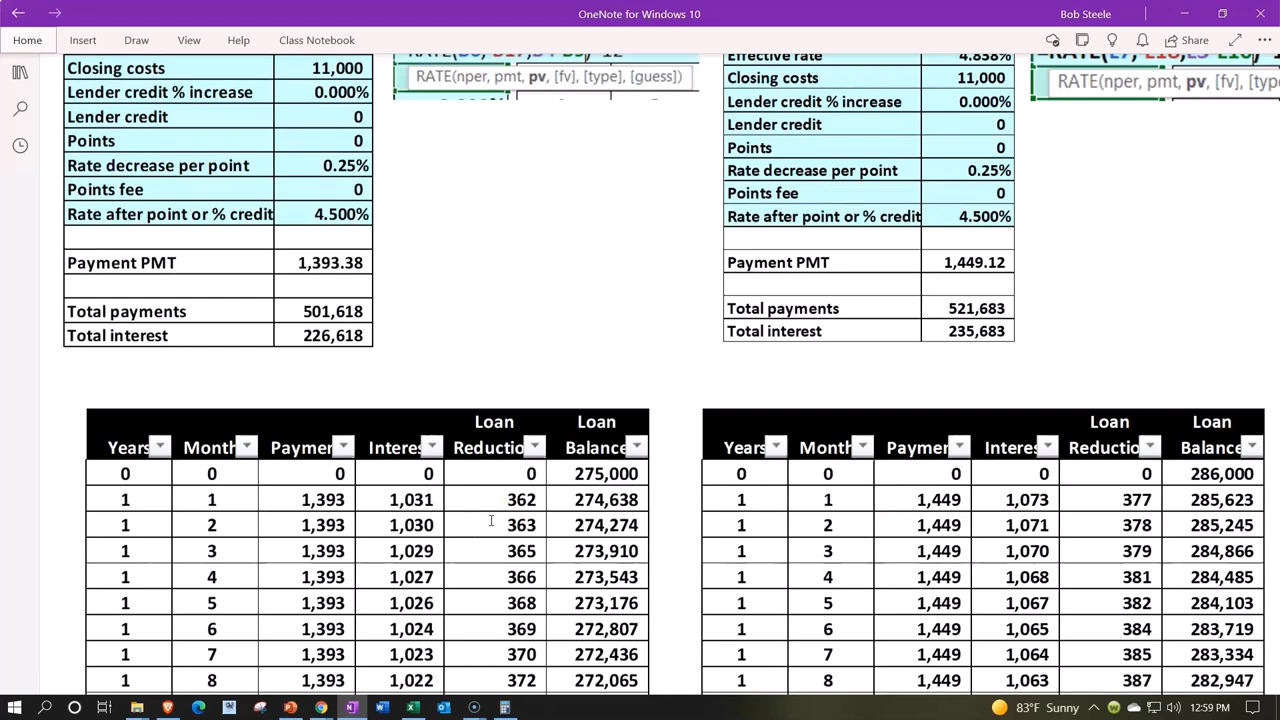 OneNote for Windows 10
Bob Steele
Home Insert Draw View Help Class Notebook
Share
RATE(nper, pmt, pv, [fv], [type], [guess])
Closing costs 11,000
Lender credit % increase 0.000%
Lender credit 0
Points 0
Rate decrease per point 0.25%
Points fee 0
Rate after point or % credit 4.500%
Payment PMT 1,393.38
Total payments 501,618
Total interest 226,618
Effective rate 4.838%
Closing costs 11,000
Lender credit % increase 0.000%
Lender credit 0
Points 0
Rate decrease per point 0.25%
Points fee 0
Rate after point or % credit 4.500%
Payment PMT 1,449.12
Total payments 521,683
Total interest 235,683
RATE(nper, pmt, pv, [fv], [type
Loan Loan
Years Month Paymen Interes Reductio Balanc
0 0 0 0 0 275,000
1 1 1,393 1,031 362 274,638
1 2 1,393 1,030 363 274,274
1 3 1,393 1,029 365 273,910
1 4 1,393 1,027 366 273,543
1 5 1,393 1,026 368 273,176
1 6 1,393 1,024 369 272,807
1 7 1,393 1,023 370 272,436
1 8 1,393 1,022 372 272,065
Loan Loan
Years Month Paymen Interes Reductio Balanc
0 0 0 0 0 286,000
1 1 1,449 1,073 377 285,623
1 2 1,449 1,071 378 285,245
1 3 1,449 1,070 379 284,866
1 4 1,449 1,068 381 284,485
1 5 1,449 1,067 382 284,103
1 6 1,449 1,065 384 283,719
1 7 1,449 1,064 385 283,334
1 8 1,449 1,063 387 282,947
83°F Sunny
12:59 PM